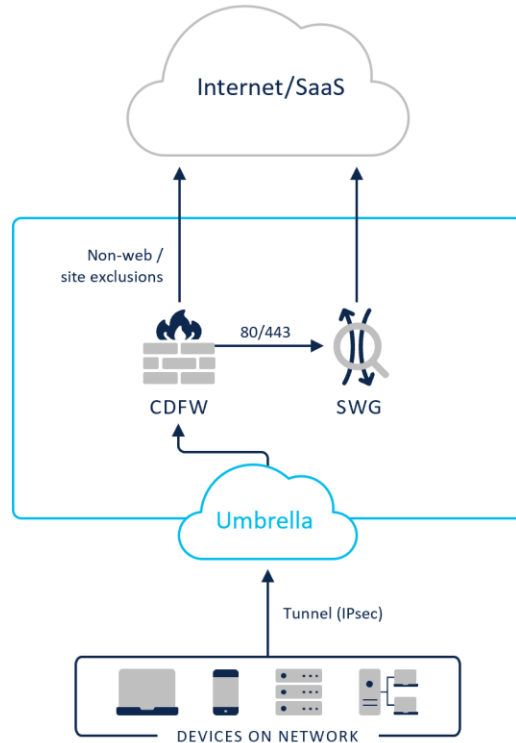 Internet/SaaS
Non-web /
site exclusions
80/443
CDFW
SWG
Umbrella
Tunnel (IPsec)
DEVICES ON NETWORK